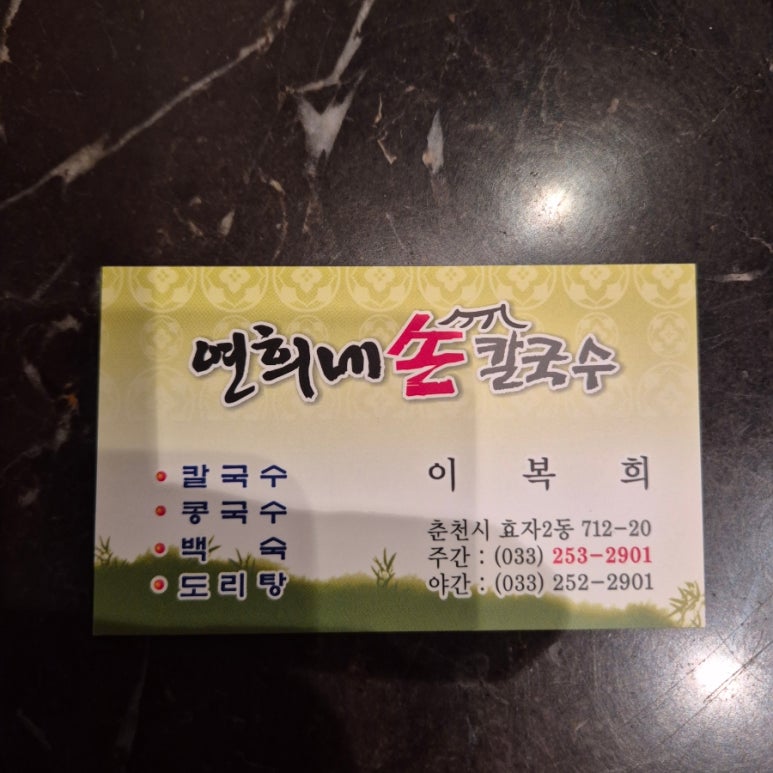 연희네 손칼국수
칼국수
콩국수
백숙
도리탕
이복희
춘천시 효자2동 712-20
주간 : (033) 253-2901
야간 : (033) 252-2901